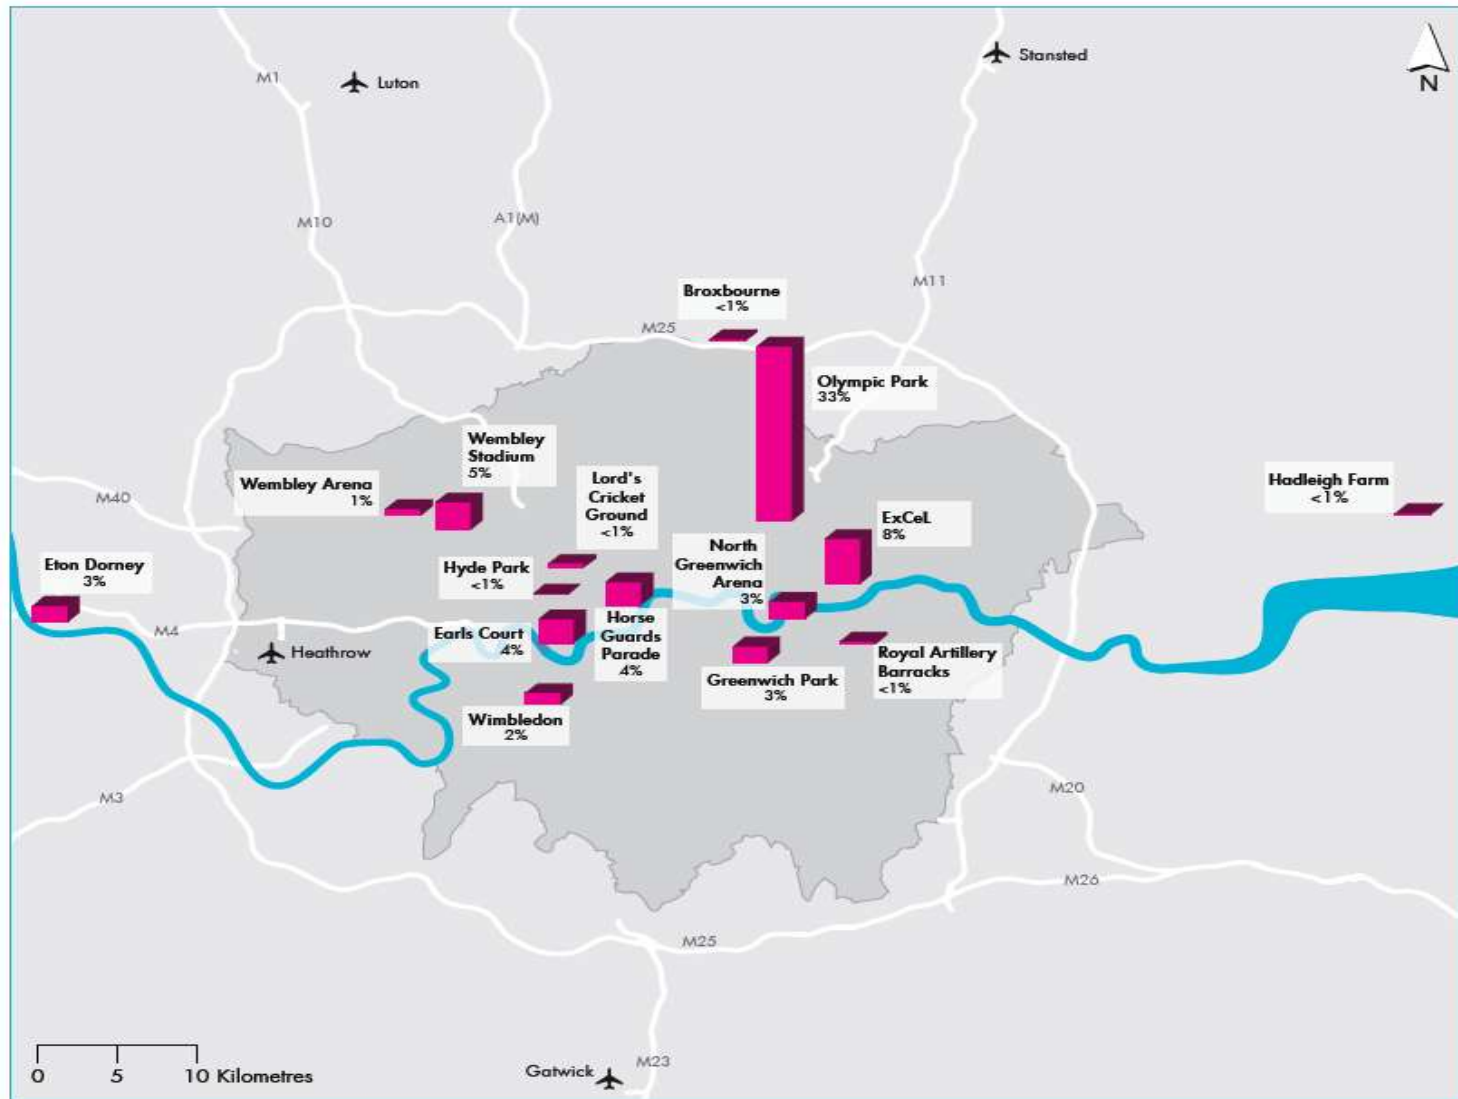 Stansted
N
M1
Luton
M10
A1(M)
M11
Broxbourne
<1%
M25
Olympic Park
33%
Wembley
Stadium
5%
Wembley Arena
1%
Lord's
Cricket
Ground
<1%
Hadleigh Farm
<1%
M40
ExCeL
8%
North
Greenwich
Arena
3%
Hyde Park
<1%
Eton Dorney
3%
M4
Earls Court
4%
Horse
Guards
Parade
4%
Heathrow
Royal Artillery
Barracks
<1%
Greenwich Park
3%
Wimbledon
2%
M3
M20
M26
M25
0 5 10 Kilometres
Gatwick
M23